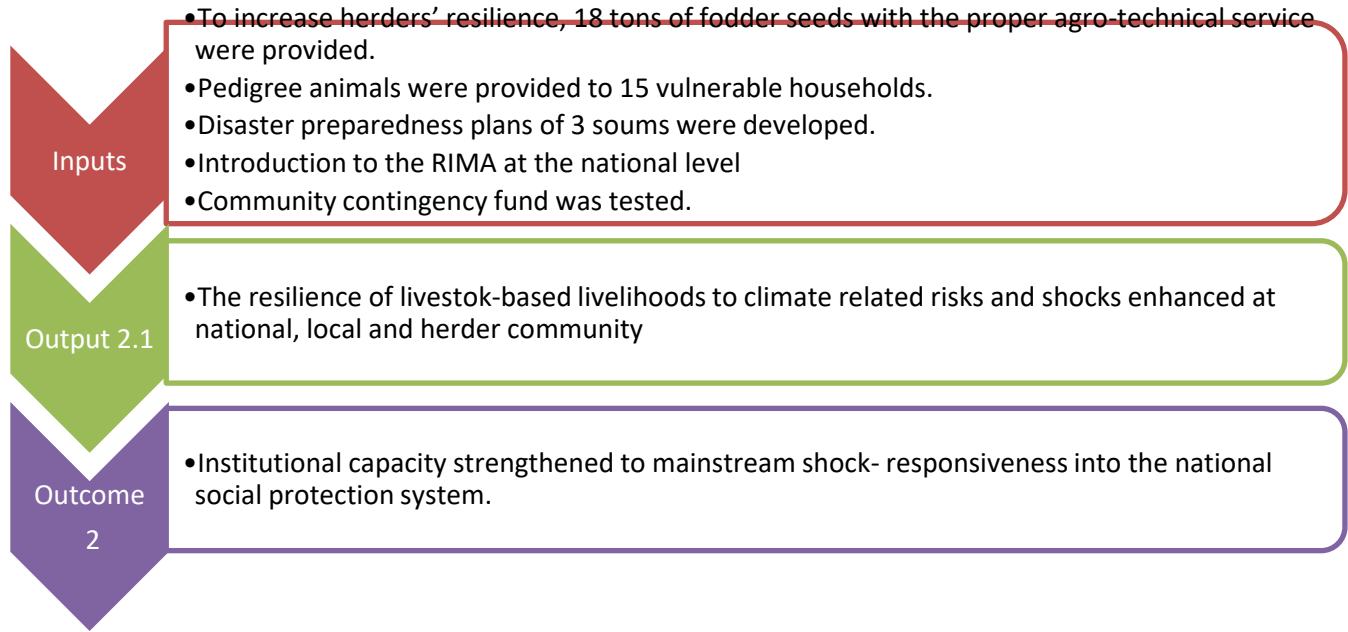 •To increase herders’ resilience, 18 tons of fodder seeds with the proper agro-technical service
were provided.
•Pedigree animals were provided to 15 vulnerable households.
•Disaster preparedness plans of 3 soums were developed.
Inputs
•Introduction to the RIMA at the national level
•Community contingency fund was tested.
Output 2.1
•The resilience of livestok-based livelihoods to climate related risks and shocks enhanced at
national, local and herder community
Outcome
2
•Institutional capacity strengthened to mainstream shock- responsiveness into the national
social protection system.